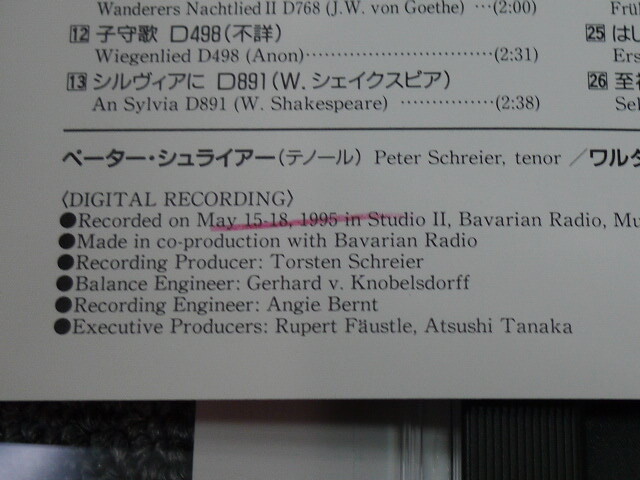 Wanderers Nachtlied II D768 (J.W. von Goethe) …(2:00)
12 子守歌 D498(不詳)
Wiegenlied D498 (Anon)……………………………(2:31)
13 シルヴィアに D891(W. シェイクスピア)
An Sylvia D891 (W. Shakespeare) ……………(2:38)
25
Ers
26
ペーター・シュライアー(テノール) Peter Schreier, tenor /ワル
〈DIGITAL RECORDING〉
●Recorded on May 15-18, 1995 in Studio II, Bavarian Radio, Mu
●Made in co-production with Bavarian Radio
●Recording Producer: Torsten Schreier
●Balance Engineer: Gerhard v. Knobelsdorff
●Recording Engineer: Angie Bernt
●Executive Producers: Rupert Fäustle, Atsushi Tanaka